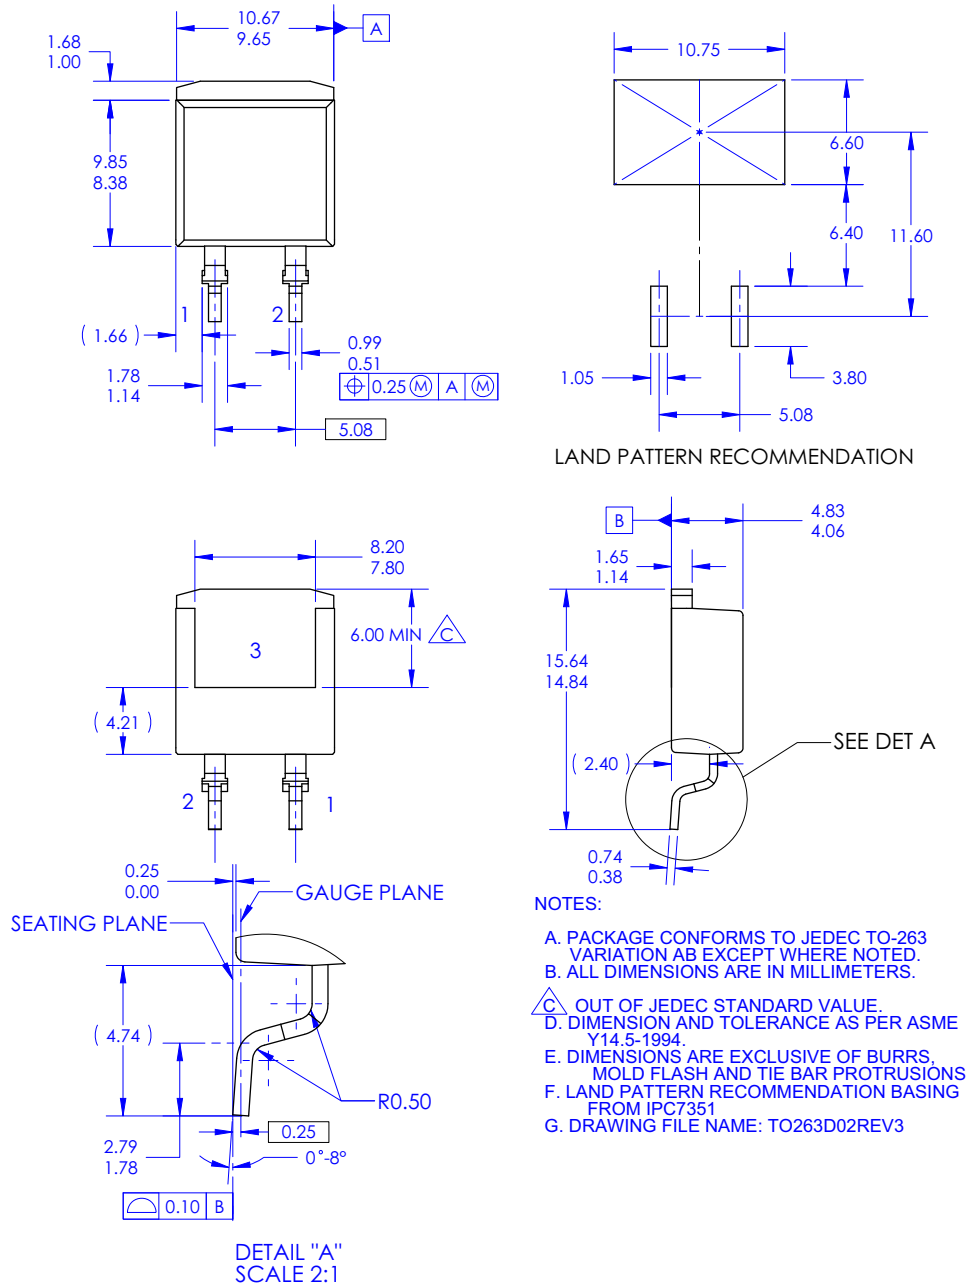 10.67
9.65
A
1.68
1.00
9.85
8.38
1
2
( 1.66 )
0.99
0.51
1.78
1.14
⌖ 0.25 Ⓜ A Ⓜ
5.08
10.75
6.60
6.40
11.60
1.05
3.80
5.08
LAND PATTERN RECOMMENDATION
8.20
7.80
6.00 MIN C
3
( 4.21 )
2
1
B
4.83
4.06
1.65
1.14
15.64
14.84
( 2.40 )
SEE DET A
0.74
0.38
0.25
0.00
GAUGE PLANE
SEATING PLANE
( 4.74 )
R0.50
0.25
2.79
1.78
0°-8°
⌓ 0.10 B
DETAIL "A"
SCALE 2:1
NOTES:
A. PACKAGE CONFORMS TO JEDEC TO-263
VARIATION AB EXCEPT WHERE NOTED.
B. ALL DIMENSIONS ARE IN MILLIMETERS.
C OUT OF JEDEC STANDARD VALUE.
D. DIMENSION AND TOLERANCE AS PER ASME
Y14.5-1994.
E. DIMENSIONS ARE EXCLUSIVE OF BURRS,
MOLD FLASH AND TIE BAR PROTRUSIONS
F. LAND PATTERN RECOMMENDATION BASING
FROM IPC7351
G. DRAWING FILE NAME: TO263D02REV3